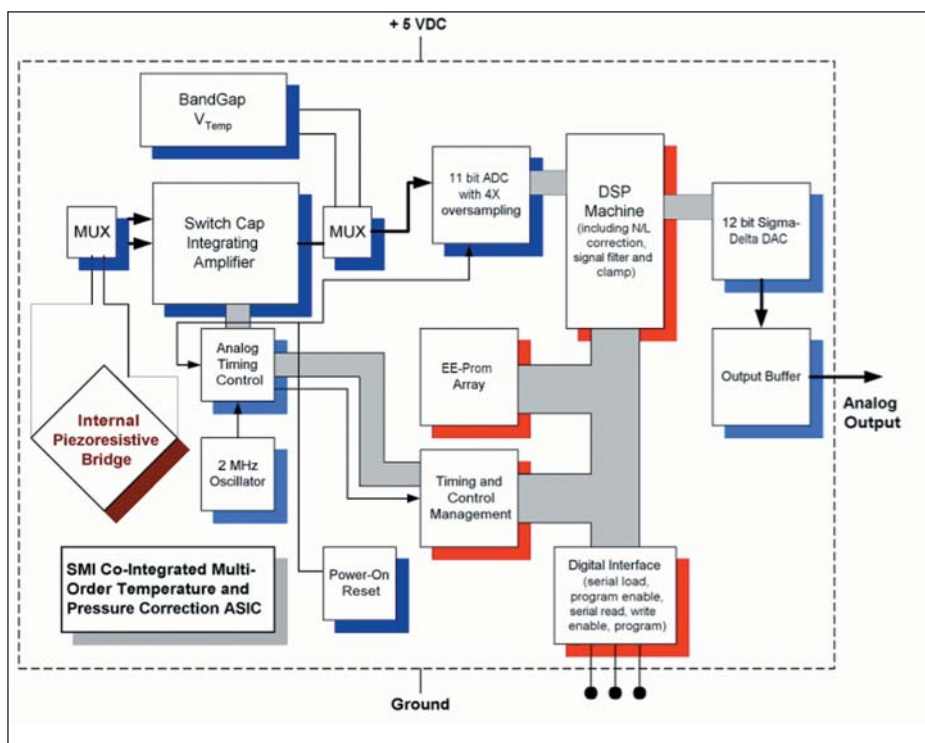 + 5 VDC
BandGap
VTemp
MUX
Switch Cap
Integrating
Amplifier
MUX
11 bit ADC
with 4X
oversampling
DSP
Machine
(including N/L
correction,
signal filter and
clamp)
12 bit Sigma-
Delta DAC
Analog
Timing
Control
EE-Prom
Array
Output Buffer
Analog
Output
Internal
Piezoresistive
Bridge
2 MHz
Oscillator
Timing and
Control
Management
SMI Co-Integrated Multi-
Order Temperature and
Pressure Correction ASIC
Power-On
Reset
Digital Interface
(serial load,
program enable,
serial read, write
enable, program)
Ground